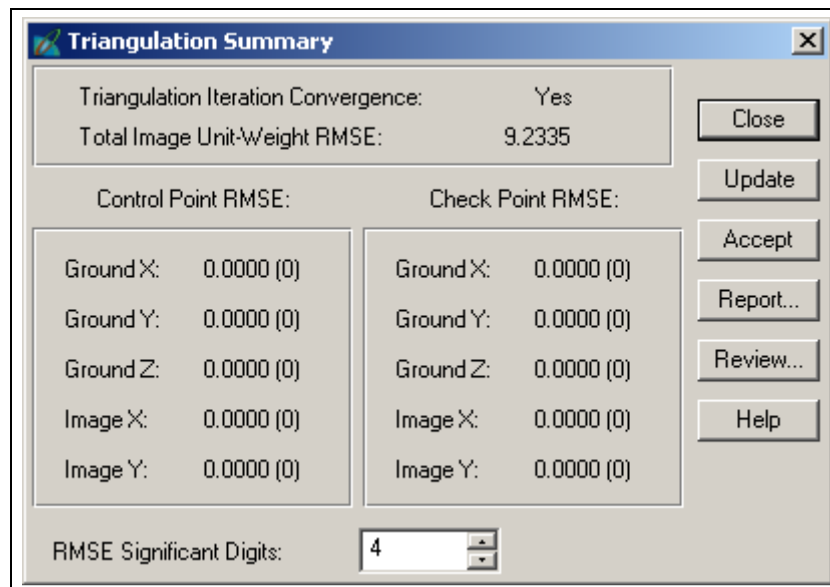 Triangulation Summary
Triangulation Iteration Convergence: Yes
Total Image Unit-Weight RMSE: 9.2335
Control Point RMSE:
Ground X: 0.0000 (0)
Ground Y: 0.0000 (0)
Ground Z: 0.0000 (0)
Image X: 0.0000 (0)
Image Y: 0.0000 (0)
Check Point RMSE:
Ground X: 0.0000 (0)
Ground Y: 0.0000 (0)
Ground Z: 0.0000 (0)
Image X: 0.0000 (0)
Image Y: 0.0000 (0)
RMSE Significant Digits: 4
Close
Update
Accept
Report...
Review...
Help